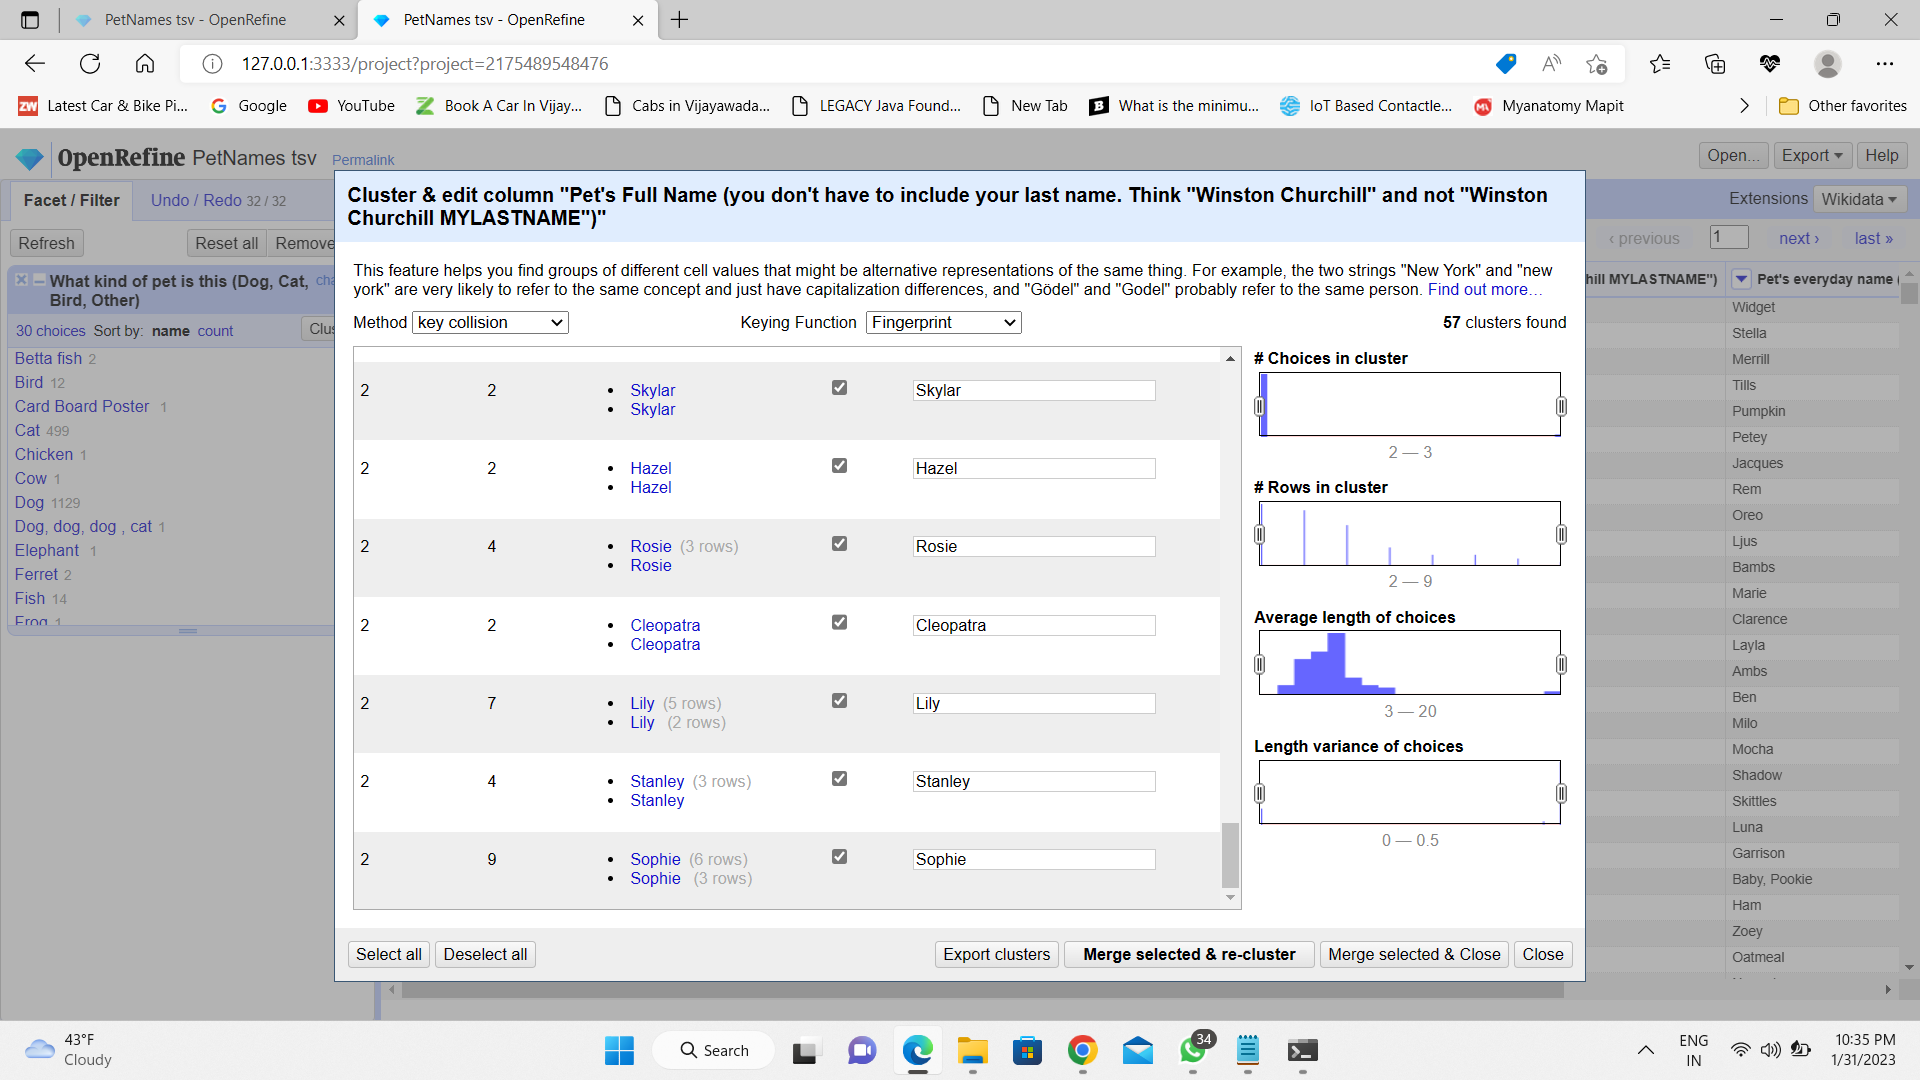 PetNames tsv - OpenRefine
PetNames tsv - OpenRefine
127.0.0.1:3333/project?project=2175489548476
Latest Car & Bike Pi...
Google
YouTube
Book A Car In Vijay...
Cabs in Vijayawada...
LEGACY Java Found...
New Tab
What is the minimu...
IoT Based Contactle...
Myanatomy Mapit
Other favorites
OpenRefine PetNames tsv Permalink
Open... Export Help
Facet / Filter
Undo / Redo 32 / 32
Extensions Wikidata
Refresh
Reset all
Remove
‹ previous 1 next › last »
What kind of pet is this (Dog, Cat, Bird, Other)
cha
30 choices Sort by: name count
Clus
Betta fish 2
Bird 12
Card Board Poster 1
Cat 499
Chicken 1
Cow 1
Dog 1129
Dog, dog, dog , cat 1
Elephant 1
Ferret 2
Fish 14
Frog 1
Cluster & edit column "Pet's Full Name (you don't have to include your last name. Think "Winston Churchill" and not "Winston
Churchill MYLASTNAME")"
This feature helps you find groups of different cell values that might be alternative representations of the same thing. For example, the two strings "New York" and "new
york" are very likely to refer to the same concept and just have capitalization differences, and "Gödel" and "Godel" probably refer to the same person. Find out more…
Method key collision
Keying Function Fingerprint
57 clusters found
2 2 Skylar Skylar
Skylar
2 2 Hazel Hazel
Hazel
2 4 Rosie (3 rows) Rosie
Rosie
2 2 Cleopatra Cleopatra
Cleopatra
2 7 Lily (5 rows) Lily
Lily (2 rows)
2 4 Stanley (3 rows) Stanley
Stanley
2 9 Sophie (6 rows) Sophie
Sophie (3 rows)
# Choices in cluster
2 — 3
# Rows in cluster
2 — 9
Average length of choices
3 — 20
Length variance of choices
0 — 0.5
Select all
Deselect all
Export clusters
Merge selected & re-cluster
Merge selected & Close
Close
hill MYLASTNAME")
Pet's everyday name (
Widget
Stella
Merrill
Tills
Pumpkin
Petey
Jacques
Rem
Oreo
Ljus
Bambs
Marie
Clarence
Layla
Ambs
Ben
Milo
Mocha
Shadow
Skittles
Luna
Garrison
Baby, Pookie
Ham
Zoey
Oatmeal
43°F
Cloudy
Search
34
ENG
IN
10:35 PM
1/31/2023